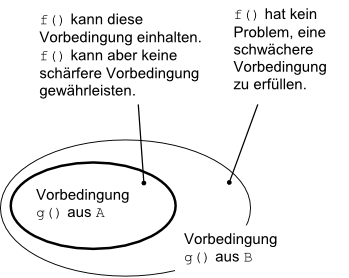 f() kann diese
Vorbedingung einhalten.
f() kann aber keine
schärfere Vorbedingung
gewährleisten.
f() hat kein
Problem, eine
schwächere
Vorbedingung
zu erfüllen.
Vorbedingung
g() aus A
Vorbedingung
g() aus B